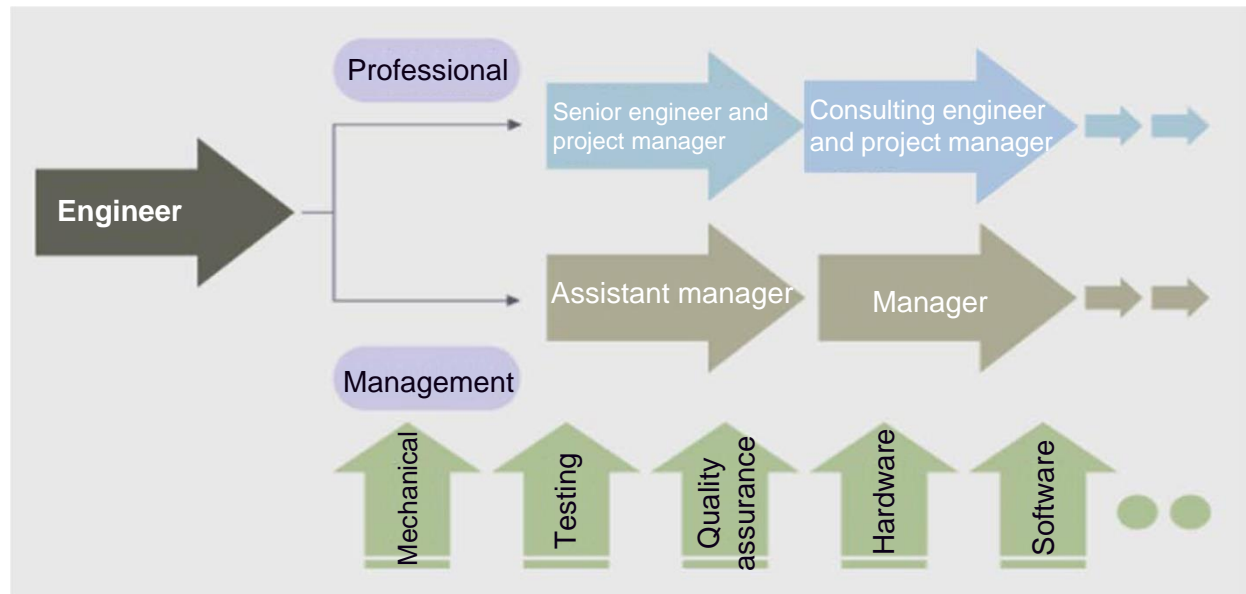 Professional
Senior engineer and
project manager
Consulting engineer
and project manager
Engineer
Assistant manager
Manager
Management
Mechanical
Testing
Quality
assurance
Hardware
Software